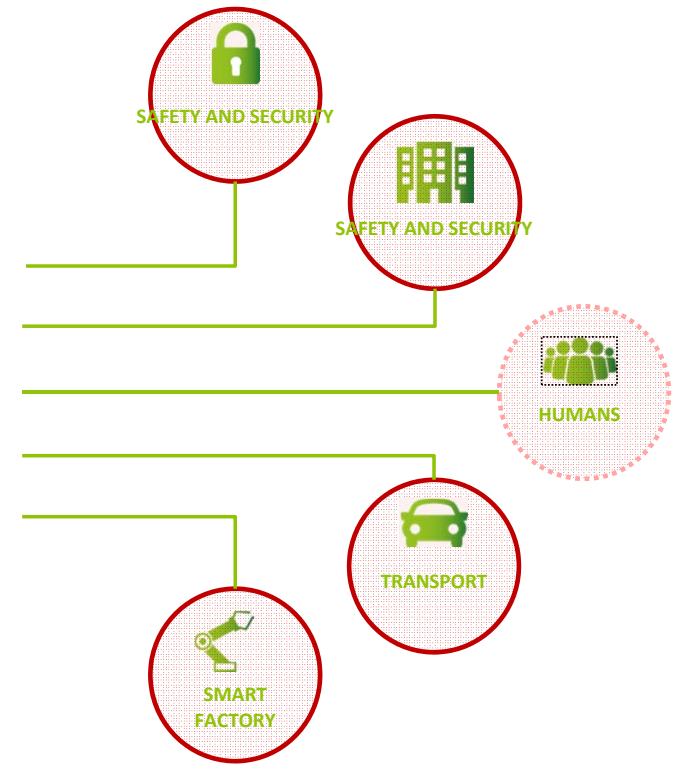 SAFETY AND SECURITY
SAFETY AND SECURITY
HUMANS
TRANSPORT
SMART
FACTORY